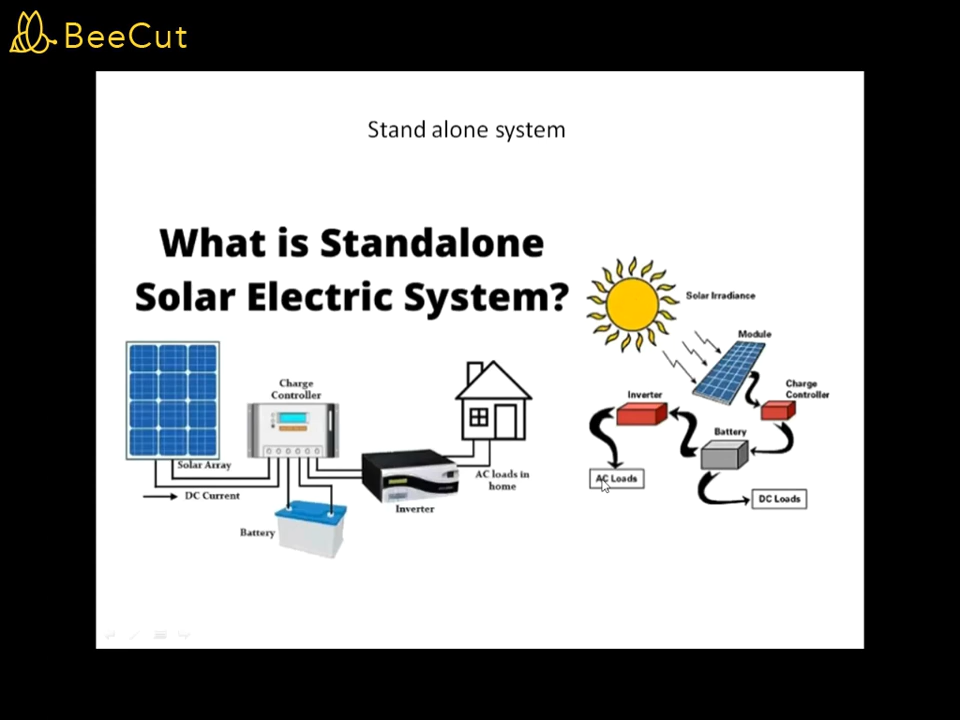 BeeCut
Stand alone system
What is Standalone
Solar Electric System?
Solar Irradiance
Module
Charge
Controller
Inverter
Battery
AC Loads
DC Loads
Charge
Controller
Solar Array
DC Current
Battery
Inverter
AC loads in
home